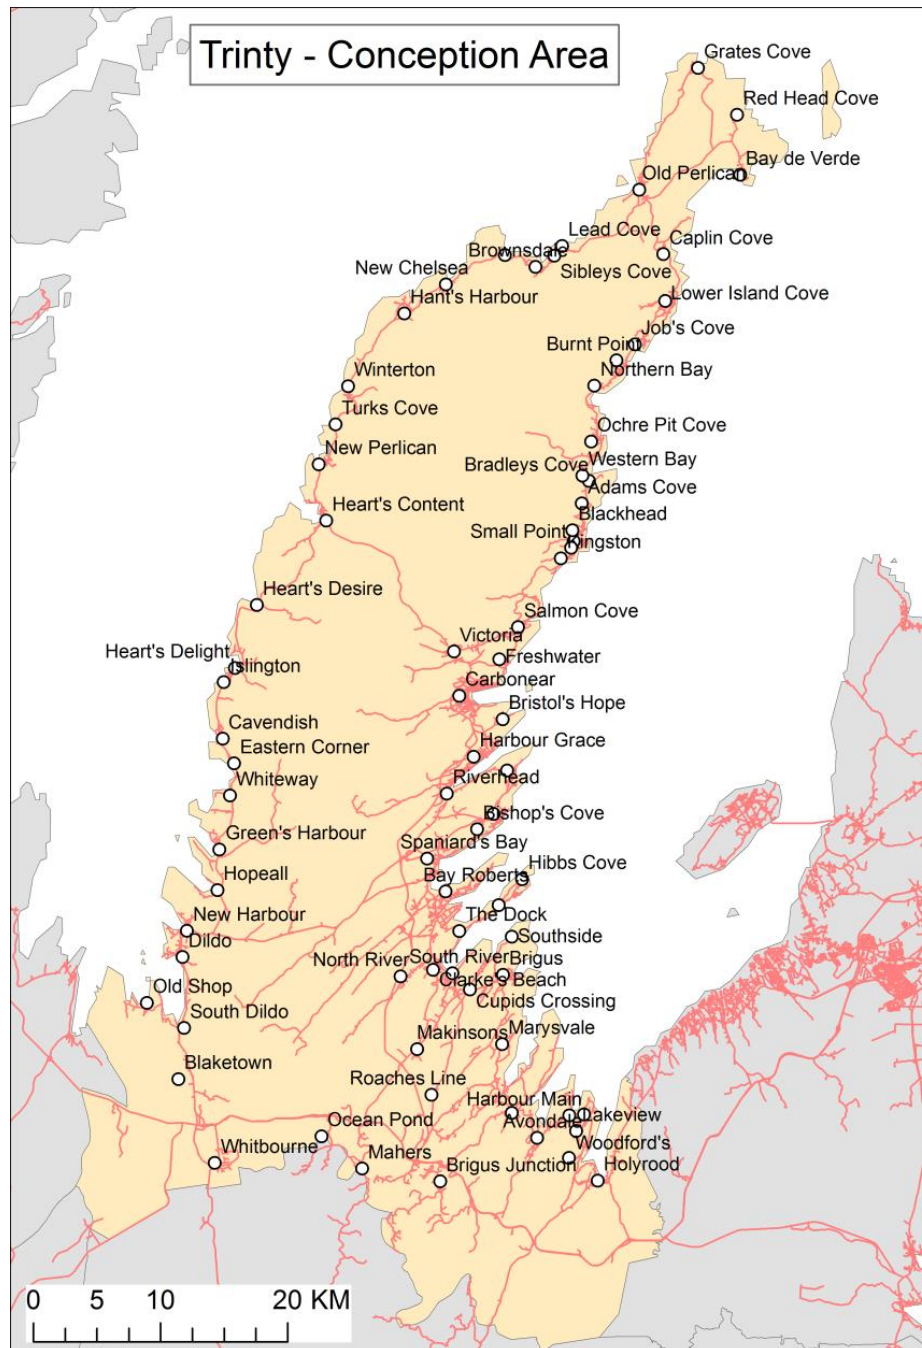 Trinty - Conception Area
Grates Cove
Red Head Cove
Bay de Verde
Old Perlican
Lead Cove
Brownsdale
Caplin Cove
New Chelsea
Sibleys Cove
Hant's Harbour
Lower Island Cove
Job's Cove
Burnt Point
Winterton
Northern Bay
Turks Cove
Ochre Pit Cove
New Perlican
Bradleys Cove
Western Bay
Adams Cove
Heart's Content
Blackhead
Small Point
Kingston
Heart's Desire
Salmon Cove
Heart's Delight
Victoria
Islington
Freshwater
Carbonear
Bristol's Hope
Cavendish
Eastern Corner
Harbour Grace
Whiteway
Riverhead
Bishop's Cove
Green's Harbour
Spaniard's Bay
Hibbs Cove
Hopeall
Bay Roberts
New Harbour
The Dock
Dildo
Southside
North River
South River
Brigus
Clarke's Beach
Old Shop
Cupids Crossing
South Dildo
Makinsons
Marysvale
Blaketown
Roaches Line
Harbour Main
Ocean Pond
Avondale
Lakeview
Whitbourne
Woodford's
Mahers
Brigus Junction
Holyrood
0 5 10 20 KM